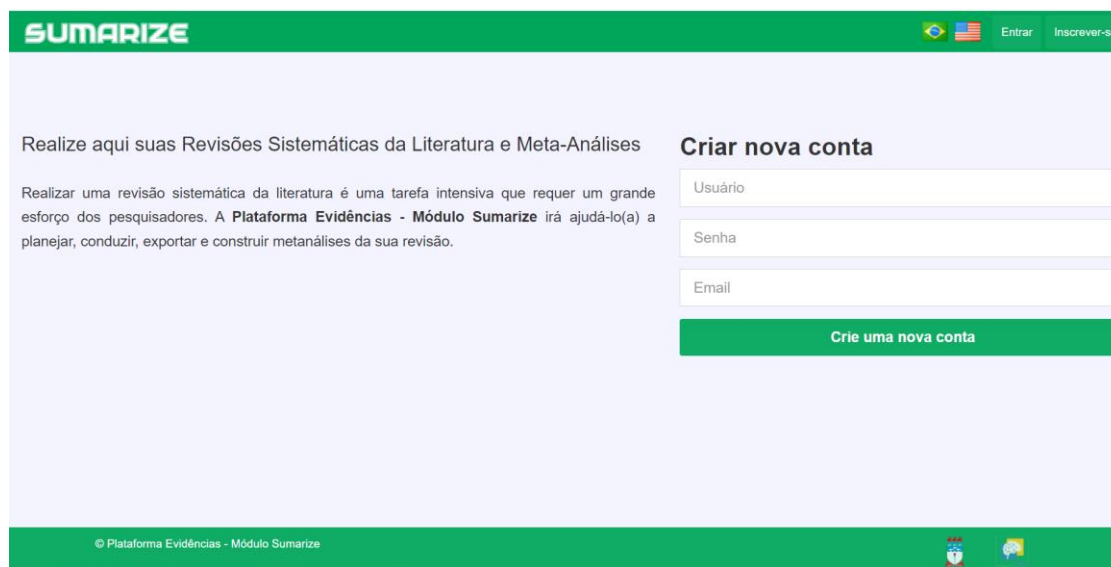 SUMARIZE
Entrar
Realize aqui suas Revisões Sistemáticas da Literatura e Meta-Análises
Realizar uma revisão sistemática da literatura é uma tarefa intensiva que requer um grande
esforço dos pesquisadores. A Plataforma Evidências - Módulo Sumarize irá ajudá-lo(a) a
planejar, conduzir, exportar e construir metanálises da sua revisão.
Criar nova conta
Usuário
Senha
Email
Crie uma nova conta
© Plataforma Evidências - Módulo Sumarize